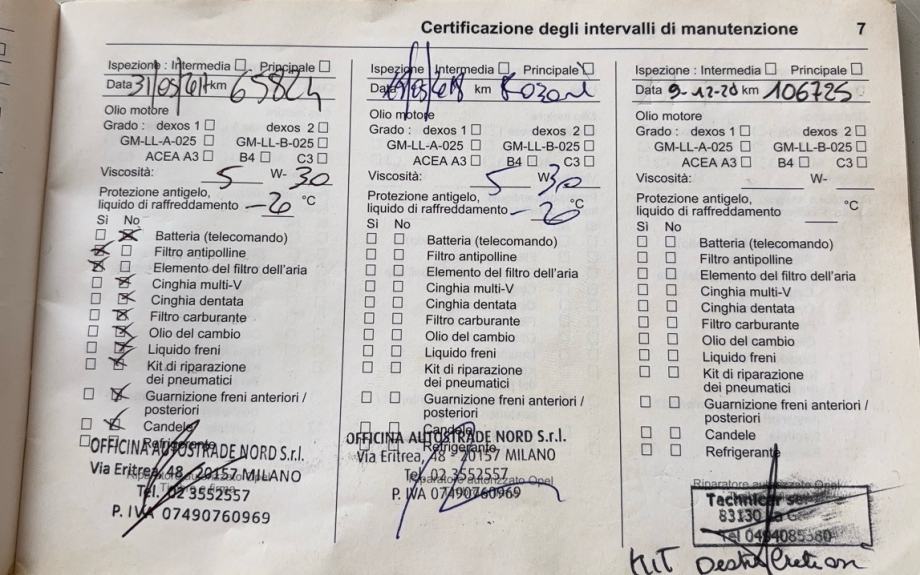 Certificazione degli intervalli di manutenzione 7
Ispezione : Intermedia Principale
Data 31/05/ km
Olio motore
Grado : dexos 1 dexos 2
GM-LL-A-025 GM-LL-B-025
ACEA A3 B4 C3
Viscosità: 5 W- 30
Protezione antigelo,
liquido di raffreddamento -20 °C
Sì No
Batteria (telecomando)
Filtro antipolline
Elemento del filtro dell'aria
Cinghia multi-V
Cinghia dentata
Filtro carburante
Olio del cambio
Liquido freni
Kit di riparazione
dei pneumatici
Guarnizione freni anteriori /
posteriori
Candele
Refrigerante
OFFICINA AUTOSTRADE NORD S.r.l.
Via Eritrea, 48 - 20157 MILANO
Riparatore autorizzato Opel
Tel. 02 3552557
P. IVA 07490760969
Ispezione : Intermedia Principale
Data km
Olio motore
Grado : dexos 1 dexos 2
GM-LL-A-025 GM-LL-B-025
ACEA A3 B4 C3
Viscosità: 5 W- 30
Protezione antigelo,
liquido di raffreddamento -20 °C
Sì No
Batteria (telecomando)
Filtro antipolline
Elemento del filtro dell'aria
Cinghia multi-V
Cinghia dentata
Filtro carburante
Olio del cambio
Liquido freni
Kit di riparazione
dei pneumatici
Guarnizione freni anteriori /
posteriori
Candele
Refrigerante
OFFICINA AUTOSTRADE NORD S.r.l.
Via Eritrea, 48 - 20157 MILANO
Riparatore autorizzato Opel
Tel. 02 3552557
P. IVA 07490760969
Ispezione : Intermedia Principale
Data 9-12-20 km 106725
Olio motore
Grado : dexos 1 dexos 2
GM-LL-A-025 GM-LL-B-025
ACEA A3 B4 C3
Viscosità: W-
Protezione antigelo,
liquido di raffreddamento °C
Sì No
Batteria (telecomando)
Filtro antipolline
Elemento del filtro dell'aria
Cinghia multi-V
Cinghia dentata
Filtro carburante
Olio del cambio
Liquido freni
Kit di riparazione
dei pneumatici
Guarnizione freni anteriori /
posteriori
Candele
Refrigerante
Riparatore autorizzato Opel
Technicar
83130
Tel
KIT